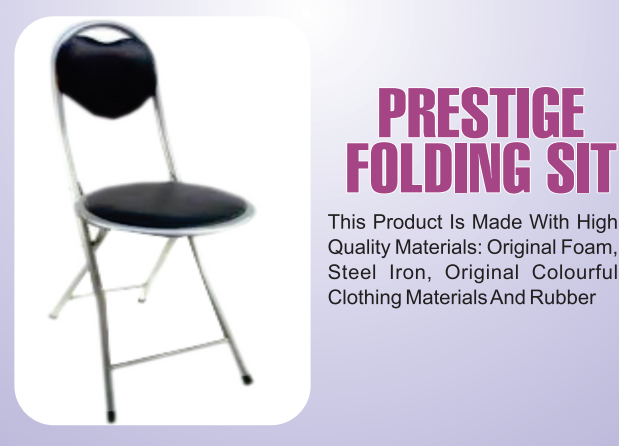 PRESTIGE
FOLDING SIT
This Product Is Made With High
Quality Materials: Original Foam,
Steel Iron, Original Colourful
Clothing Materials And Rubber